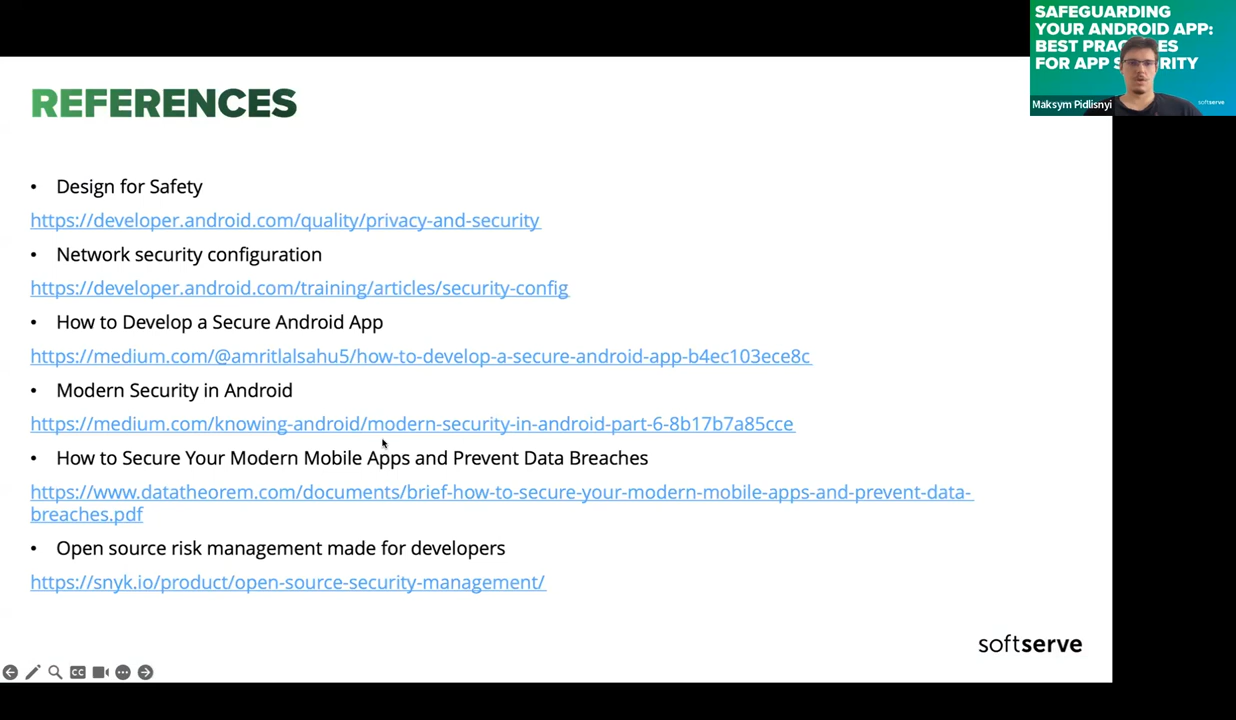 SAFEGUARDING
YOUR ANDROID APP:
BEST PRAC ES
FOR APP S RITY
Maksym Pidlisnyi
softserve
REFERENCES
• Design for Safety
https://developer.android.com/quality/privacy-and-security
• Network security configuration
https://developer.android.com/training/articles/security-config
• How to Develop a Secure Android App
https://medium.com/@amritlalsahu5/how-to-develop-a-secure-android-app-b4ec103ece8c
• Modern Security in Android
https://medium.com/knowing-android/modern-security-in-android-part-6-8b17b7a85cce
• How to Secure Your Modern Mobile Apps and Prevent Data Breaches
https://www.datatheorem.com/documents/brief-how-to-secure-your-modern-mobile-apps-and-prevent-data-
breaches.pdf
• Open source risk management made for developers
https://snyk.io/product/open-source-security-management/
softserve
CC